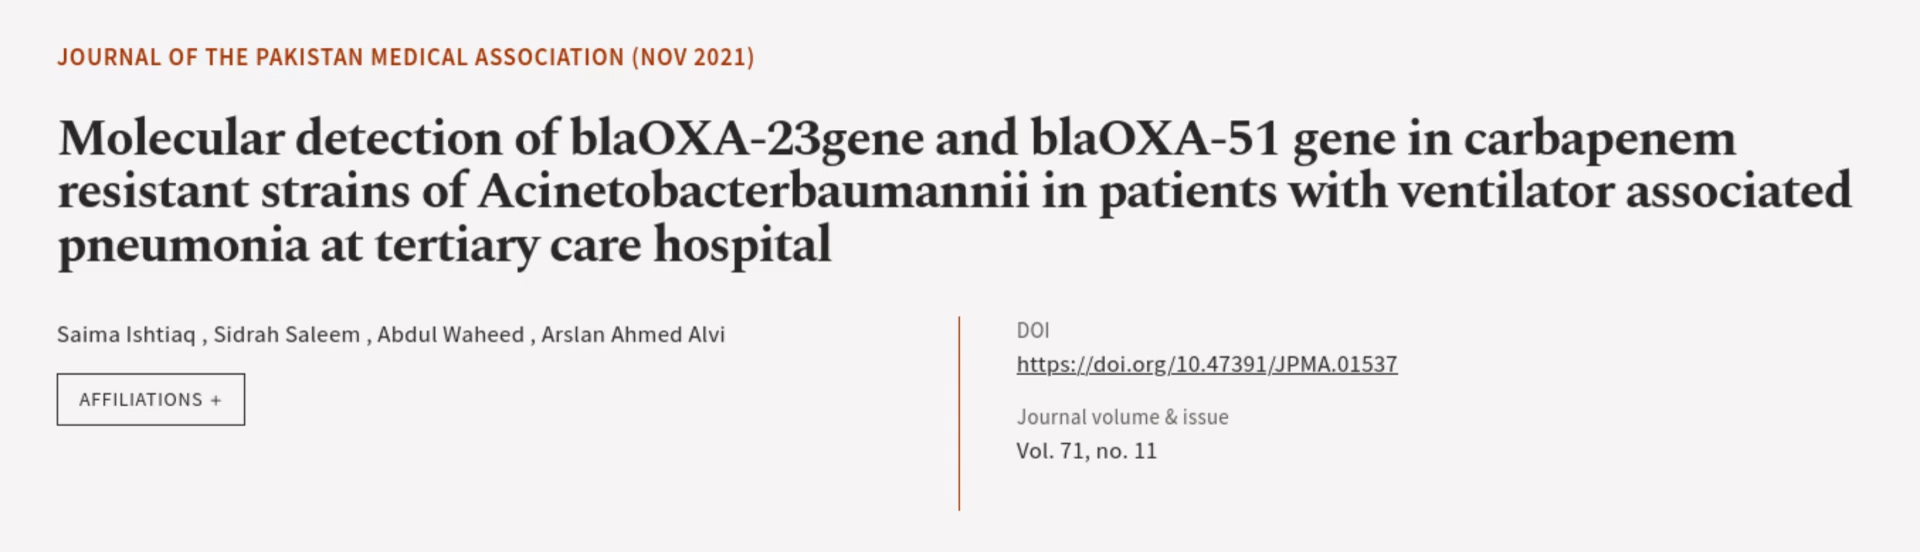 JOURNAL OF THE PAKISTAN MEDICAL ASSOCIATION (NOV 2021)
Molecular detection of blaOXA-23gene and blaOXA-51 gene in carbapenem
resistant strains of Acinetobacterbaumannii in patients with ventilator associated
pneumonia at tertiary care hospital
Saima Ishtiaq , Sidrah Saleem , Abdul Waheed , Arslan Ahmed Alvi
AFFILIATIONS +
DOI
https://doi.org/10.47391/JPMA.01537
Journal volume & issue
Vol. 71, no. 11